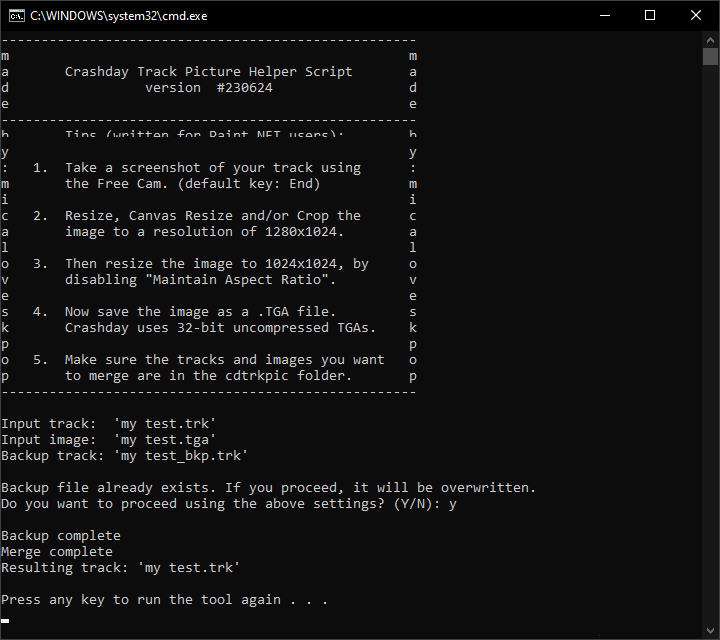 C:\WINDOWS\system32\cmd.exe
----------------------------------------------------
m                                                  m
a       Crashday Track Picture Helper Script       a
d                 version  #230624                 d
e                                                  e
----------------------------------------------------
b       Tips (written for Paint.NET users):        b
y                                                  y
:   1.  Take a screenshot of your track using      :
m       the Free Cam. (default key: End)           m
i                                                  i
c   2.  Resize, Canvas Resize and/or Crop the      c
a       image to a resolution of 1280x1024.        a
l                                                  l
o   3.  Then resize the image to 1024x1024, by     o
v       disabling "Maintain Aspect Ratio".         v
e                                                  e
s   4.  Now save the image as a .TGA file.         s
k       Crashday uses 32-bit uncompressed TGAs.    k
p                                                  p
o   5.  Make sure the tracks and images you want   o
p       to merge are in the cdtrkpic folder.       p
----------------------------------------------------
Input track:  'my test.trk'
Input image:  'my test.tga'
Backup track: 'my test_bkp.trk'
Backup file already exists. If you proceed, it will be overwritten.
Do you want to proceed using the above settings? (Y/N): y
Backup complete
Merge complete
Resulting track: 'my test.trk'
Press any key to run the tool again . . .